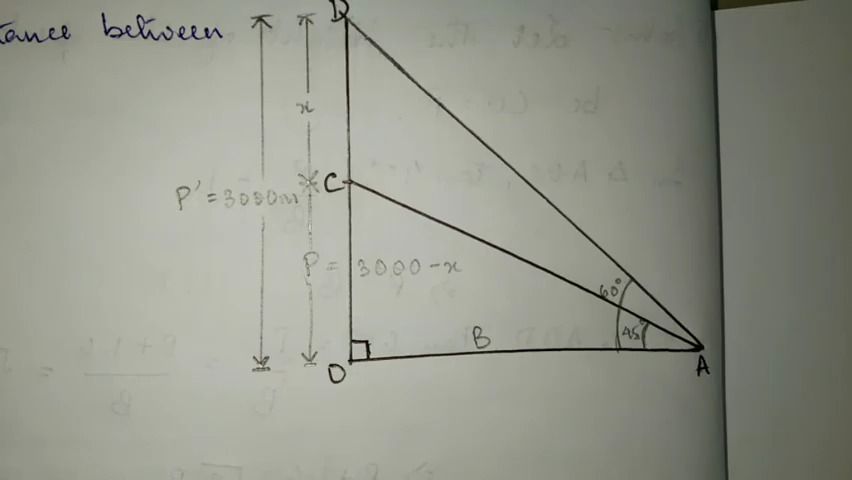 tance between
D
x
C
P' = 3000m
P = 3000 - x
60°
45°
B
O
A